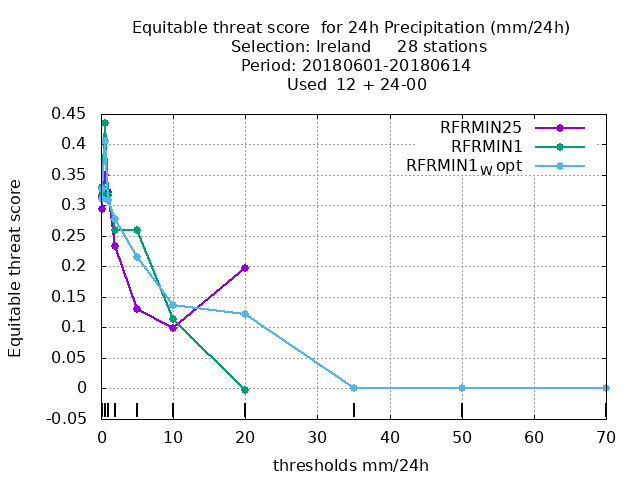 Equitable threat score  for 24h Precipitation (mm/24h)
Selection: Ireland     28 stations
Period: 20180601-20180614
Used  12 + 24-00
RFRMIN25
RFRMIN1
RFRMIN1W opt
Equitable threat score
0.45
0.4
0.35
0.3
0.25
0.2
0.15
0.1
0.05
0
-0.05
0 10 20 30 40 50 60 70
thresholds mm/24h